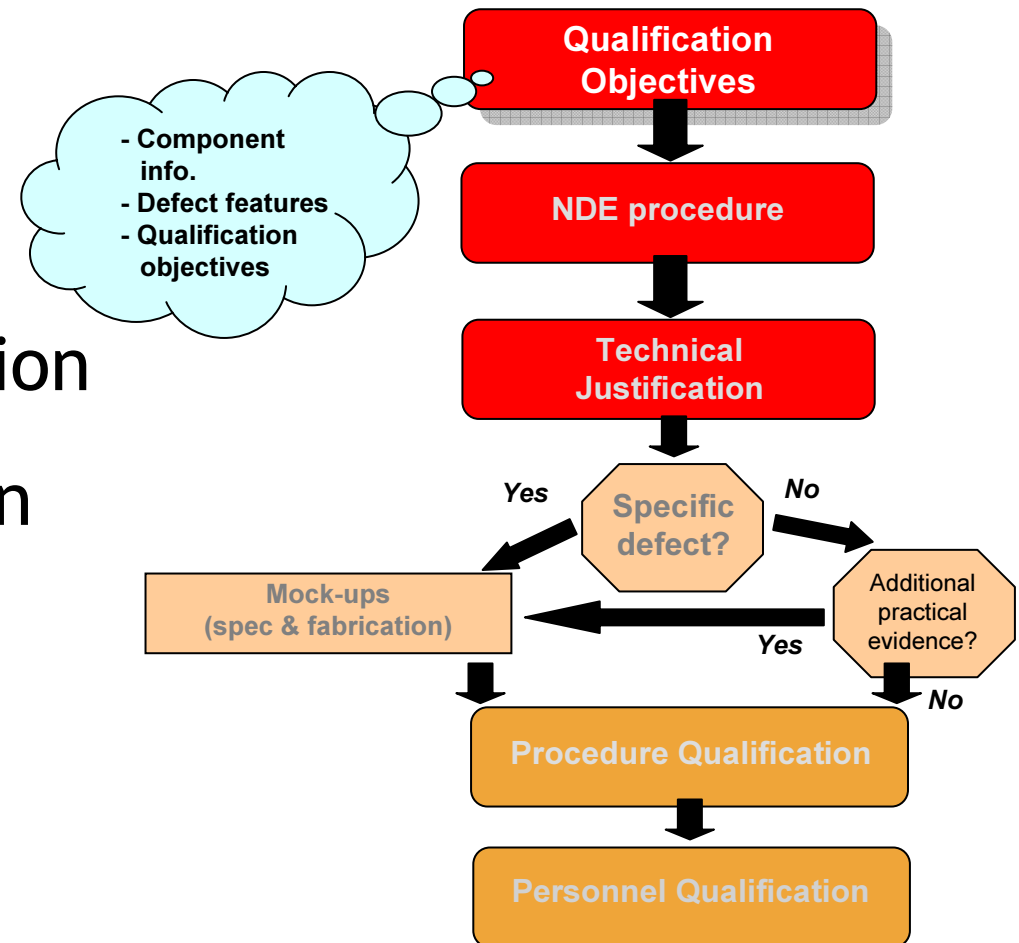 Qualification
Objectives
- Component
info.
- Defect features
- Qualification
objectives
NDE procedure
Technical
Justification
Yes
Specific
defect?
No
Mock-ups
(spec & fabrication)
Additional
practical
evidence?
Yes
No
Procedure Qualification
Personnel Qualification